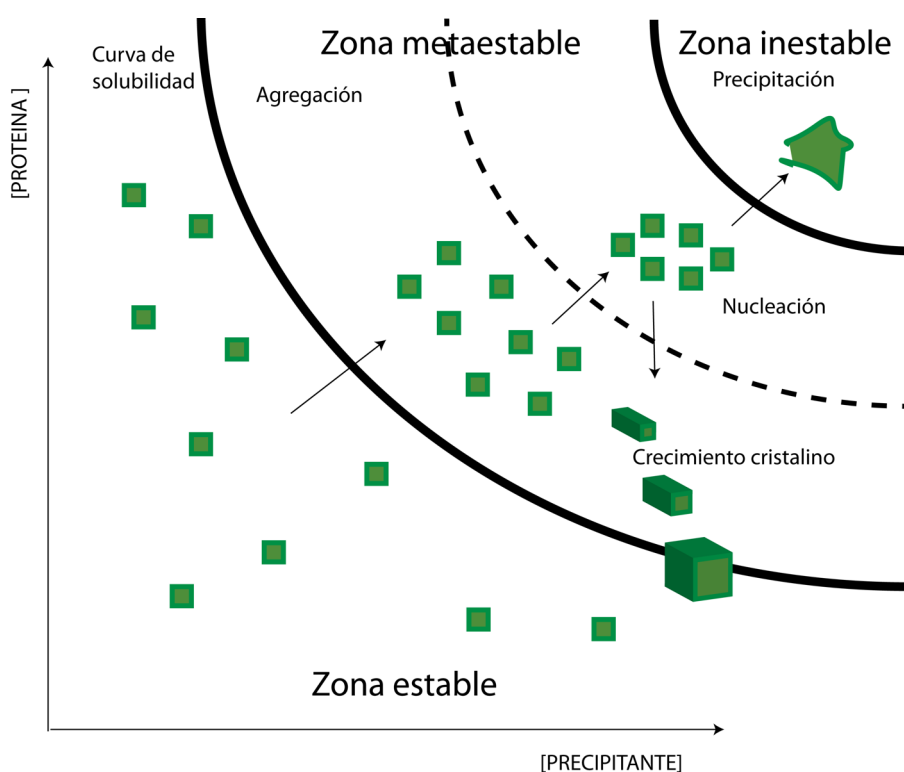 Zona metaestable
Zona inestable
Curva de
solubilidad
Precipitación
Agregación
[PROTEINA ]
Nucleación
Crecimiento cristalino
Zona estable
[PRECIPITANTE]